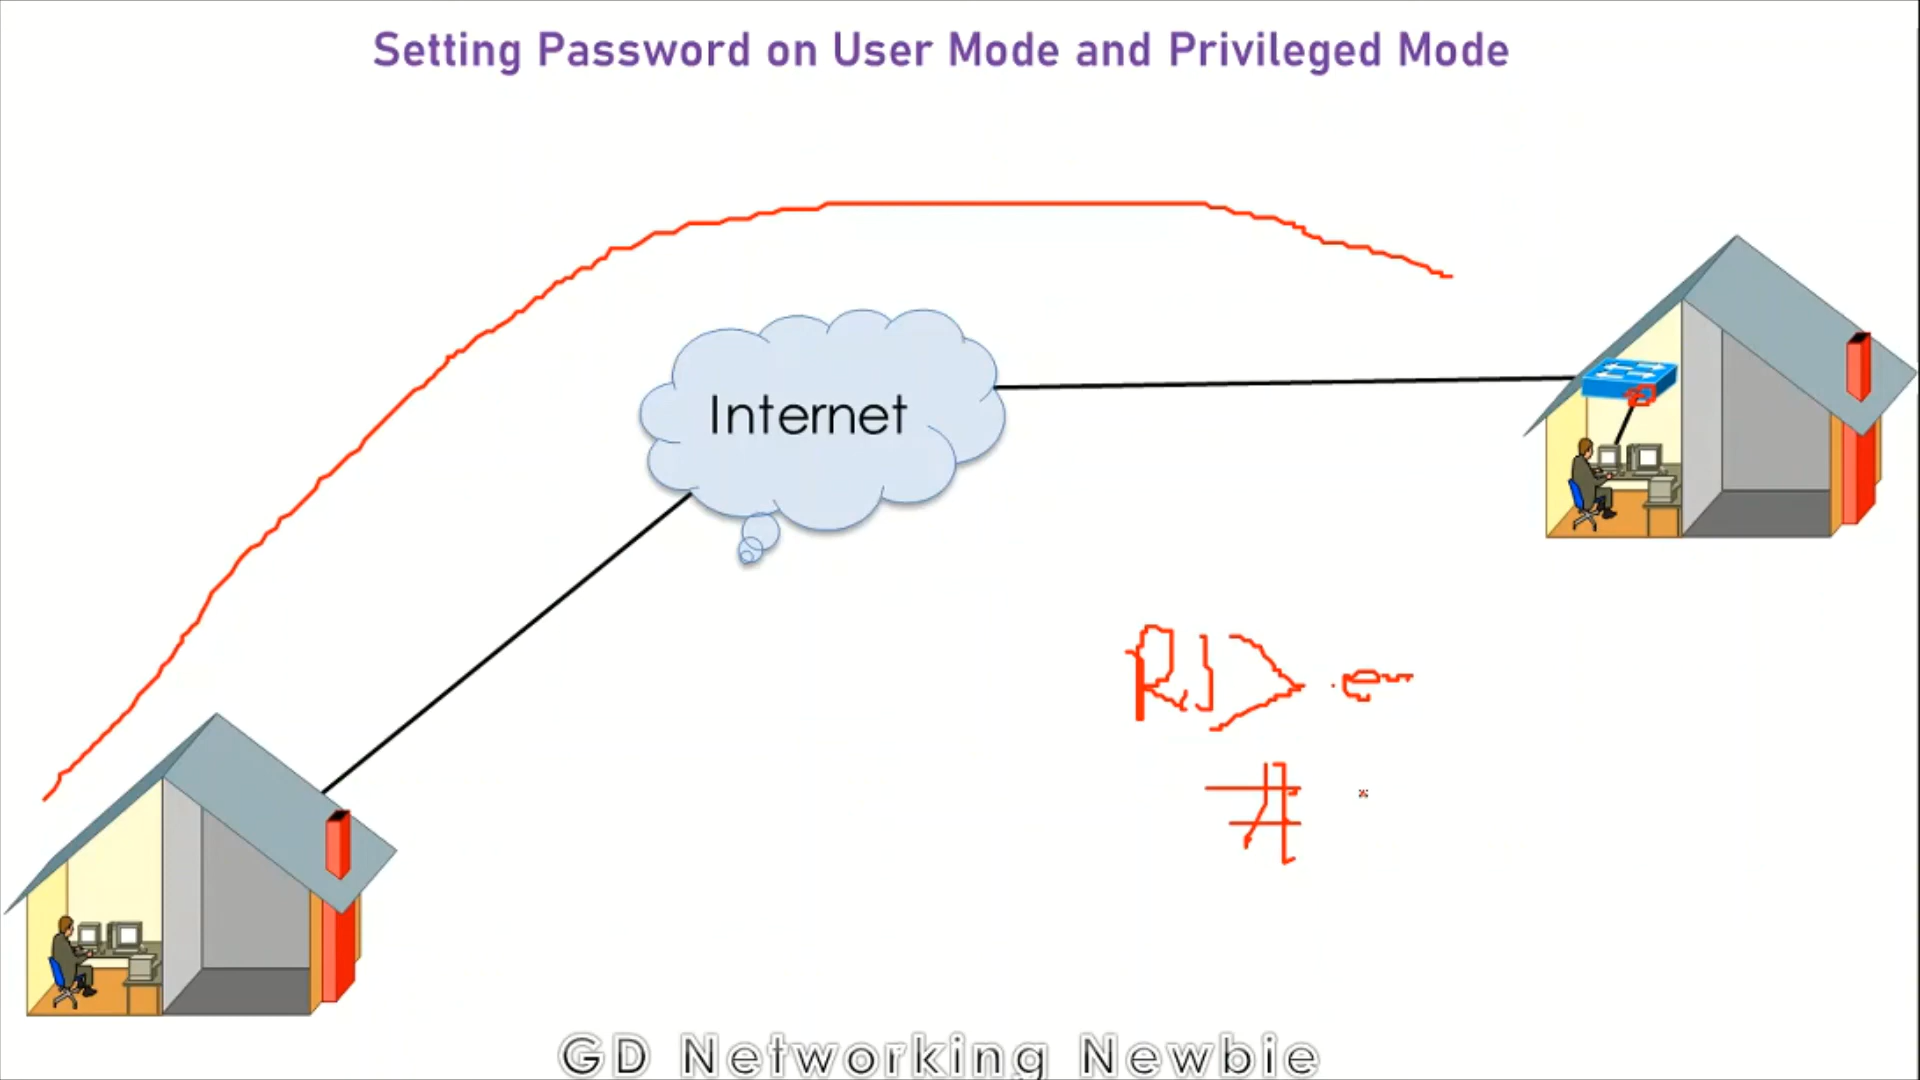 Setting Password on User Mode and Privileged Mode
Internet
R1> en
#
GD Networking Newbie